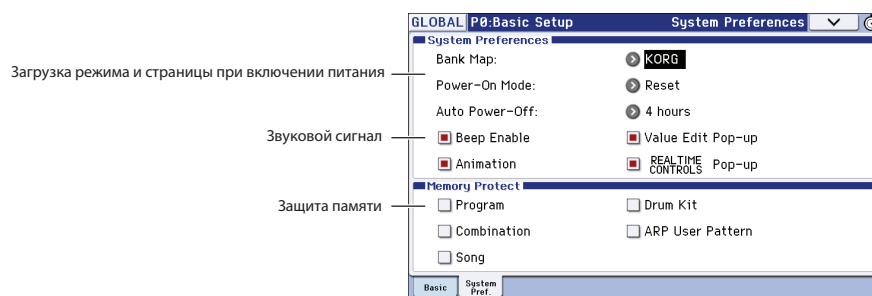 GLOBAL P0:Basic Setup System Preferences
System Preferences
Bank Map: KORG
Загрузка режима и страницы при включении питания
Power-On Mode: Reset
Auto Power-Off: 4 hours
Звуковой сигнал
Beep Enable Value Edit Pop-up
Animation REALTIME CONTROLS Pop-up
Memory Protect
Защита памяти
Program Drum Kit
Combination ARP User Pattern
Song
Basic System Pref.